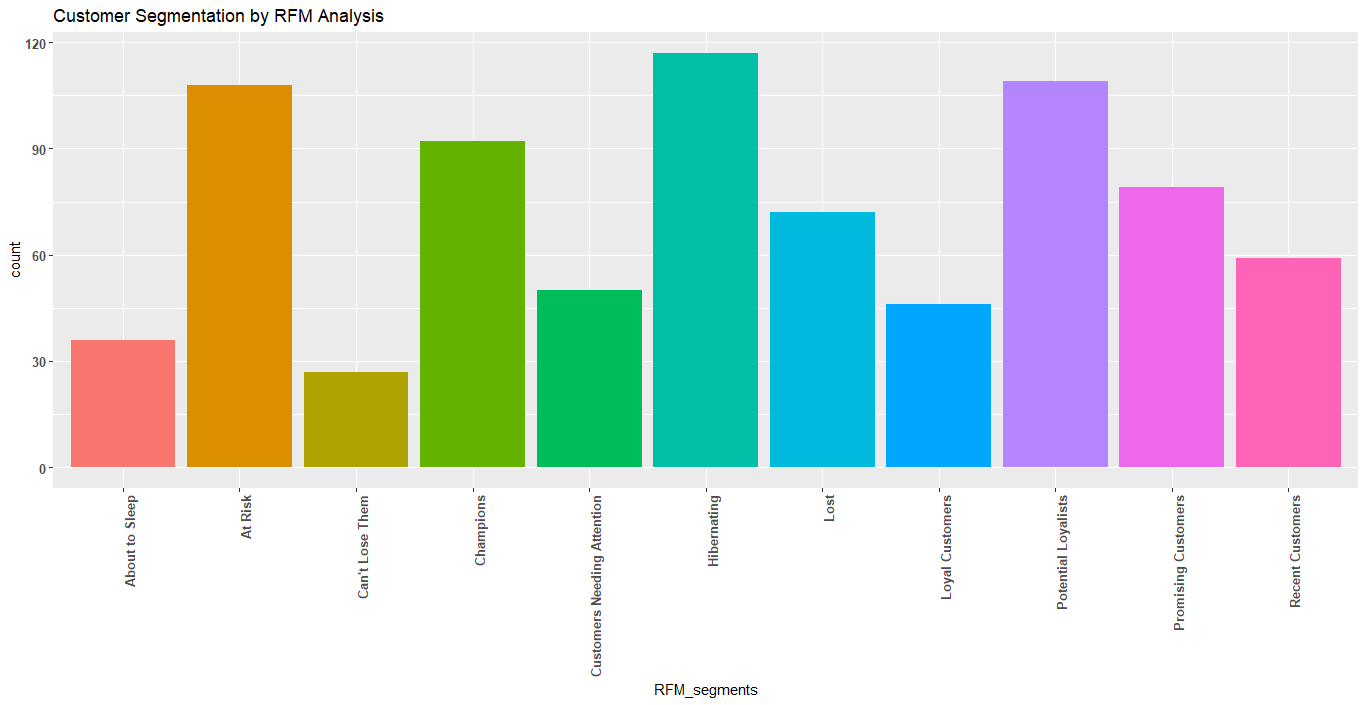 Customer Segmentation by RFM Analysis
120
90
60
30
0
count
About to Sleep
At Risk
Can't Lose Them
Champions
Customers Needing Attention
Hibernating
Lost
Loyal Customers
Potential Loyalists
Promising Customers
Recent Customers
RFM_segments